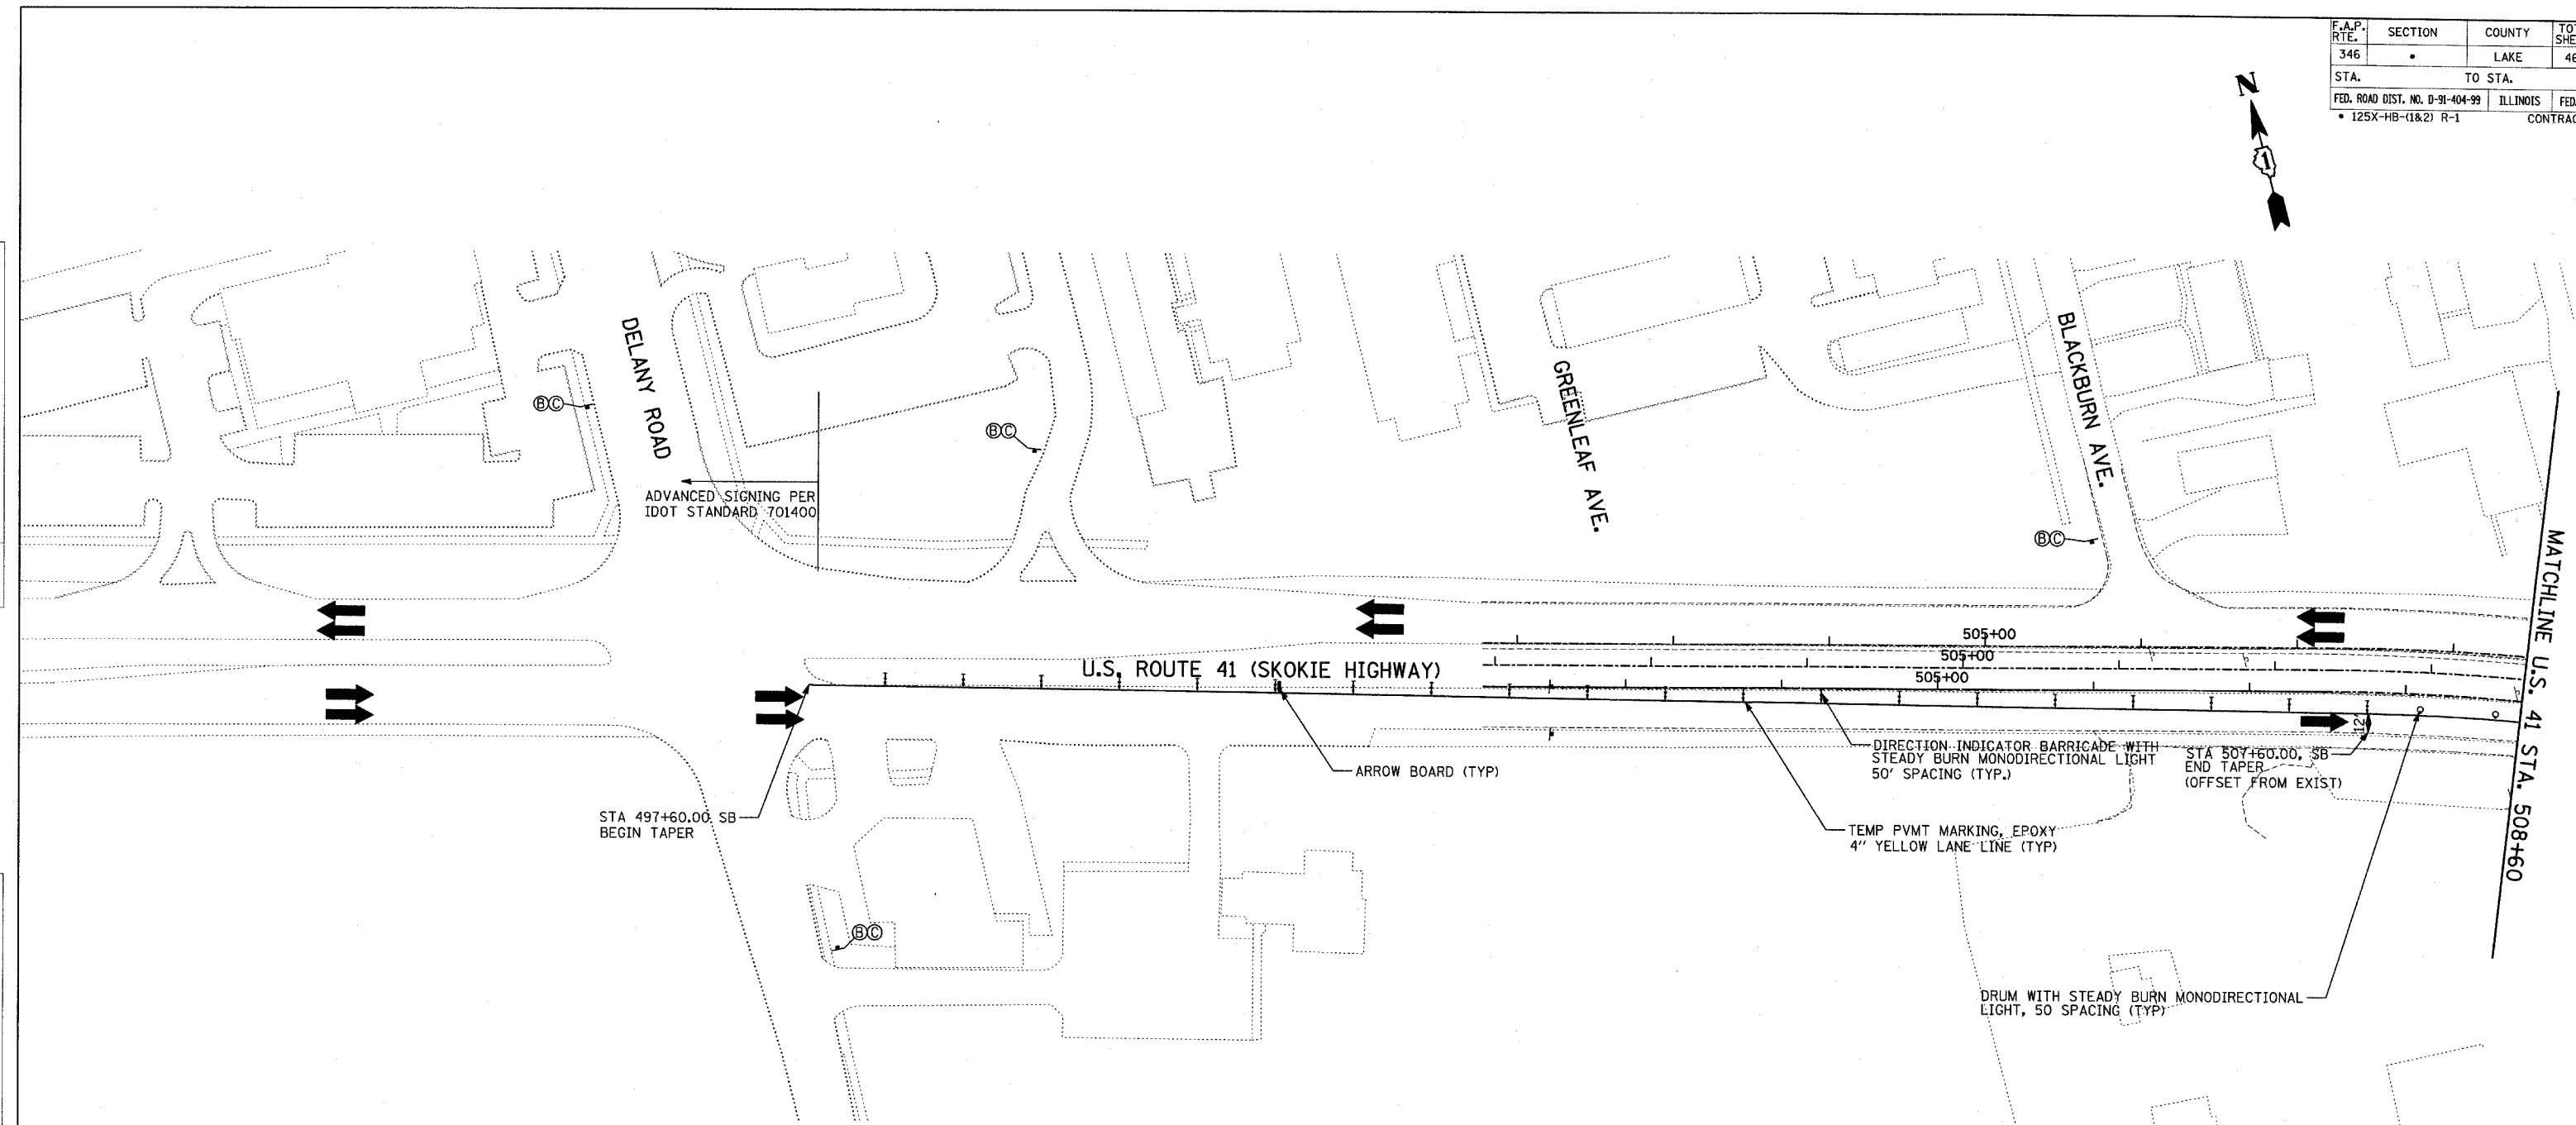 F.A.P. RTE. SECTION COUNTY
346 • LAKE 46
STA. TO STA.
FED. ROAD DIST. NO. D-91-404-99 ILLINOIS FED.
• 125X-HB-(1&2) R-1
N
1
DELANY ROAD
B C
B C
GREENLEAF AVE.
BLACKBURN AVE.
B C
ADVANCED SIGNING PER
IDOT STANDARD 701400
MATCHLINE U.S. 41 STA. 508+60
505+00
505+00
505+00
U.S. ROUTE 41 (SKOKIE HIGHWAY)
12'
ARROW BOARD (TYP)
DIRECTION INDICATOR BARRICADE WITH
STEADY BURN MONODIRECTIONAL LIGHT
50' SPACING (TYP.)
STA 507+60.00, SB
END TAPER
(OFFSET FROM EXIST)
STA 497+60.00 SB
BEGIN TAPER
TEMP PVMT MARKING, EPOXY
4" YELLOW LANE LINE (TYP)
B C
DRUM WITH STEADY BURN MONODIRECTIONAL
LIGHT, 50 SPACING (TYP)